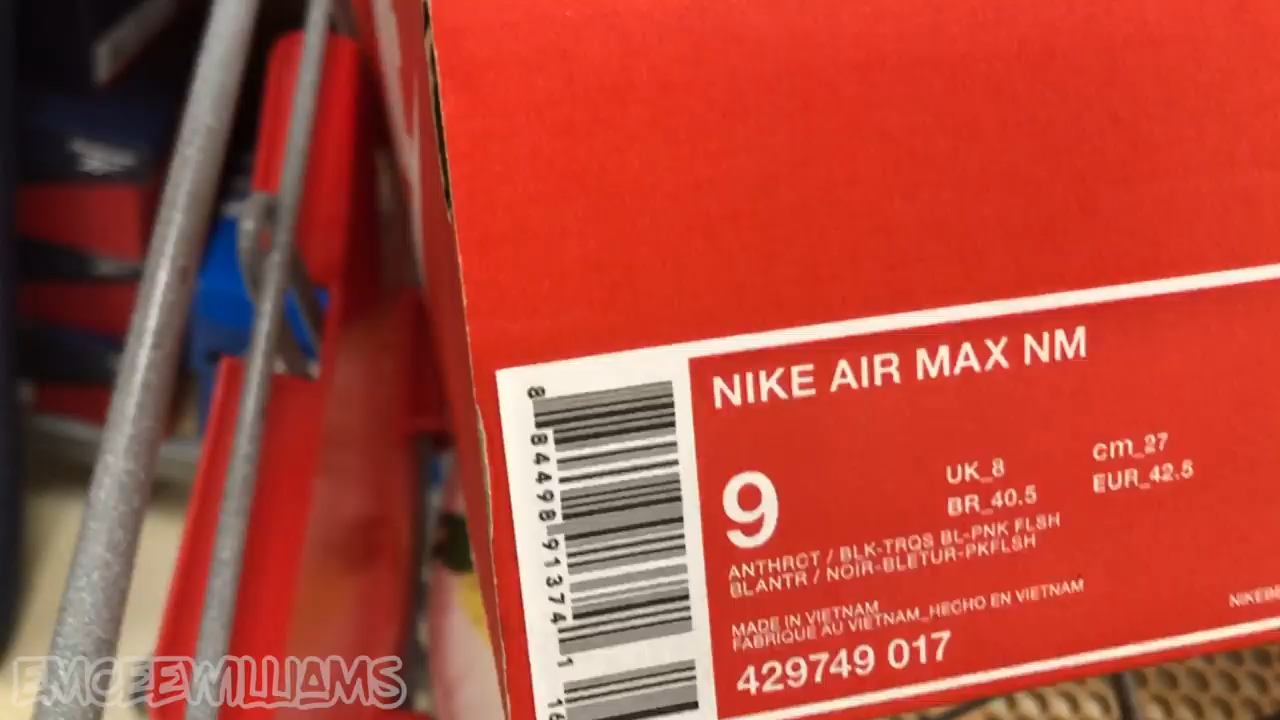 NIKE AIR MAX NM
9
UK_8
cm_27
BR_40.5
EUR_42.5
ANTHRCT / BLK-TRQS BL-PNK FLSH
BLANTR / NOIR-BLETUR-PKFLSH
MADE IN VIETNAM
FABRIQUE AU VIETNAM_HECHO EN VIETNAM
429749 017
8 84498 91374 1
EMCEEWILLIAMS